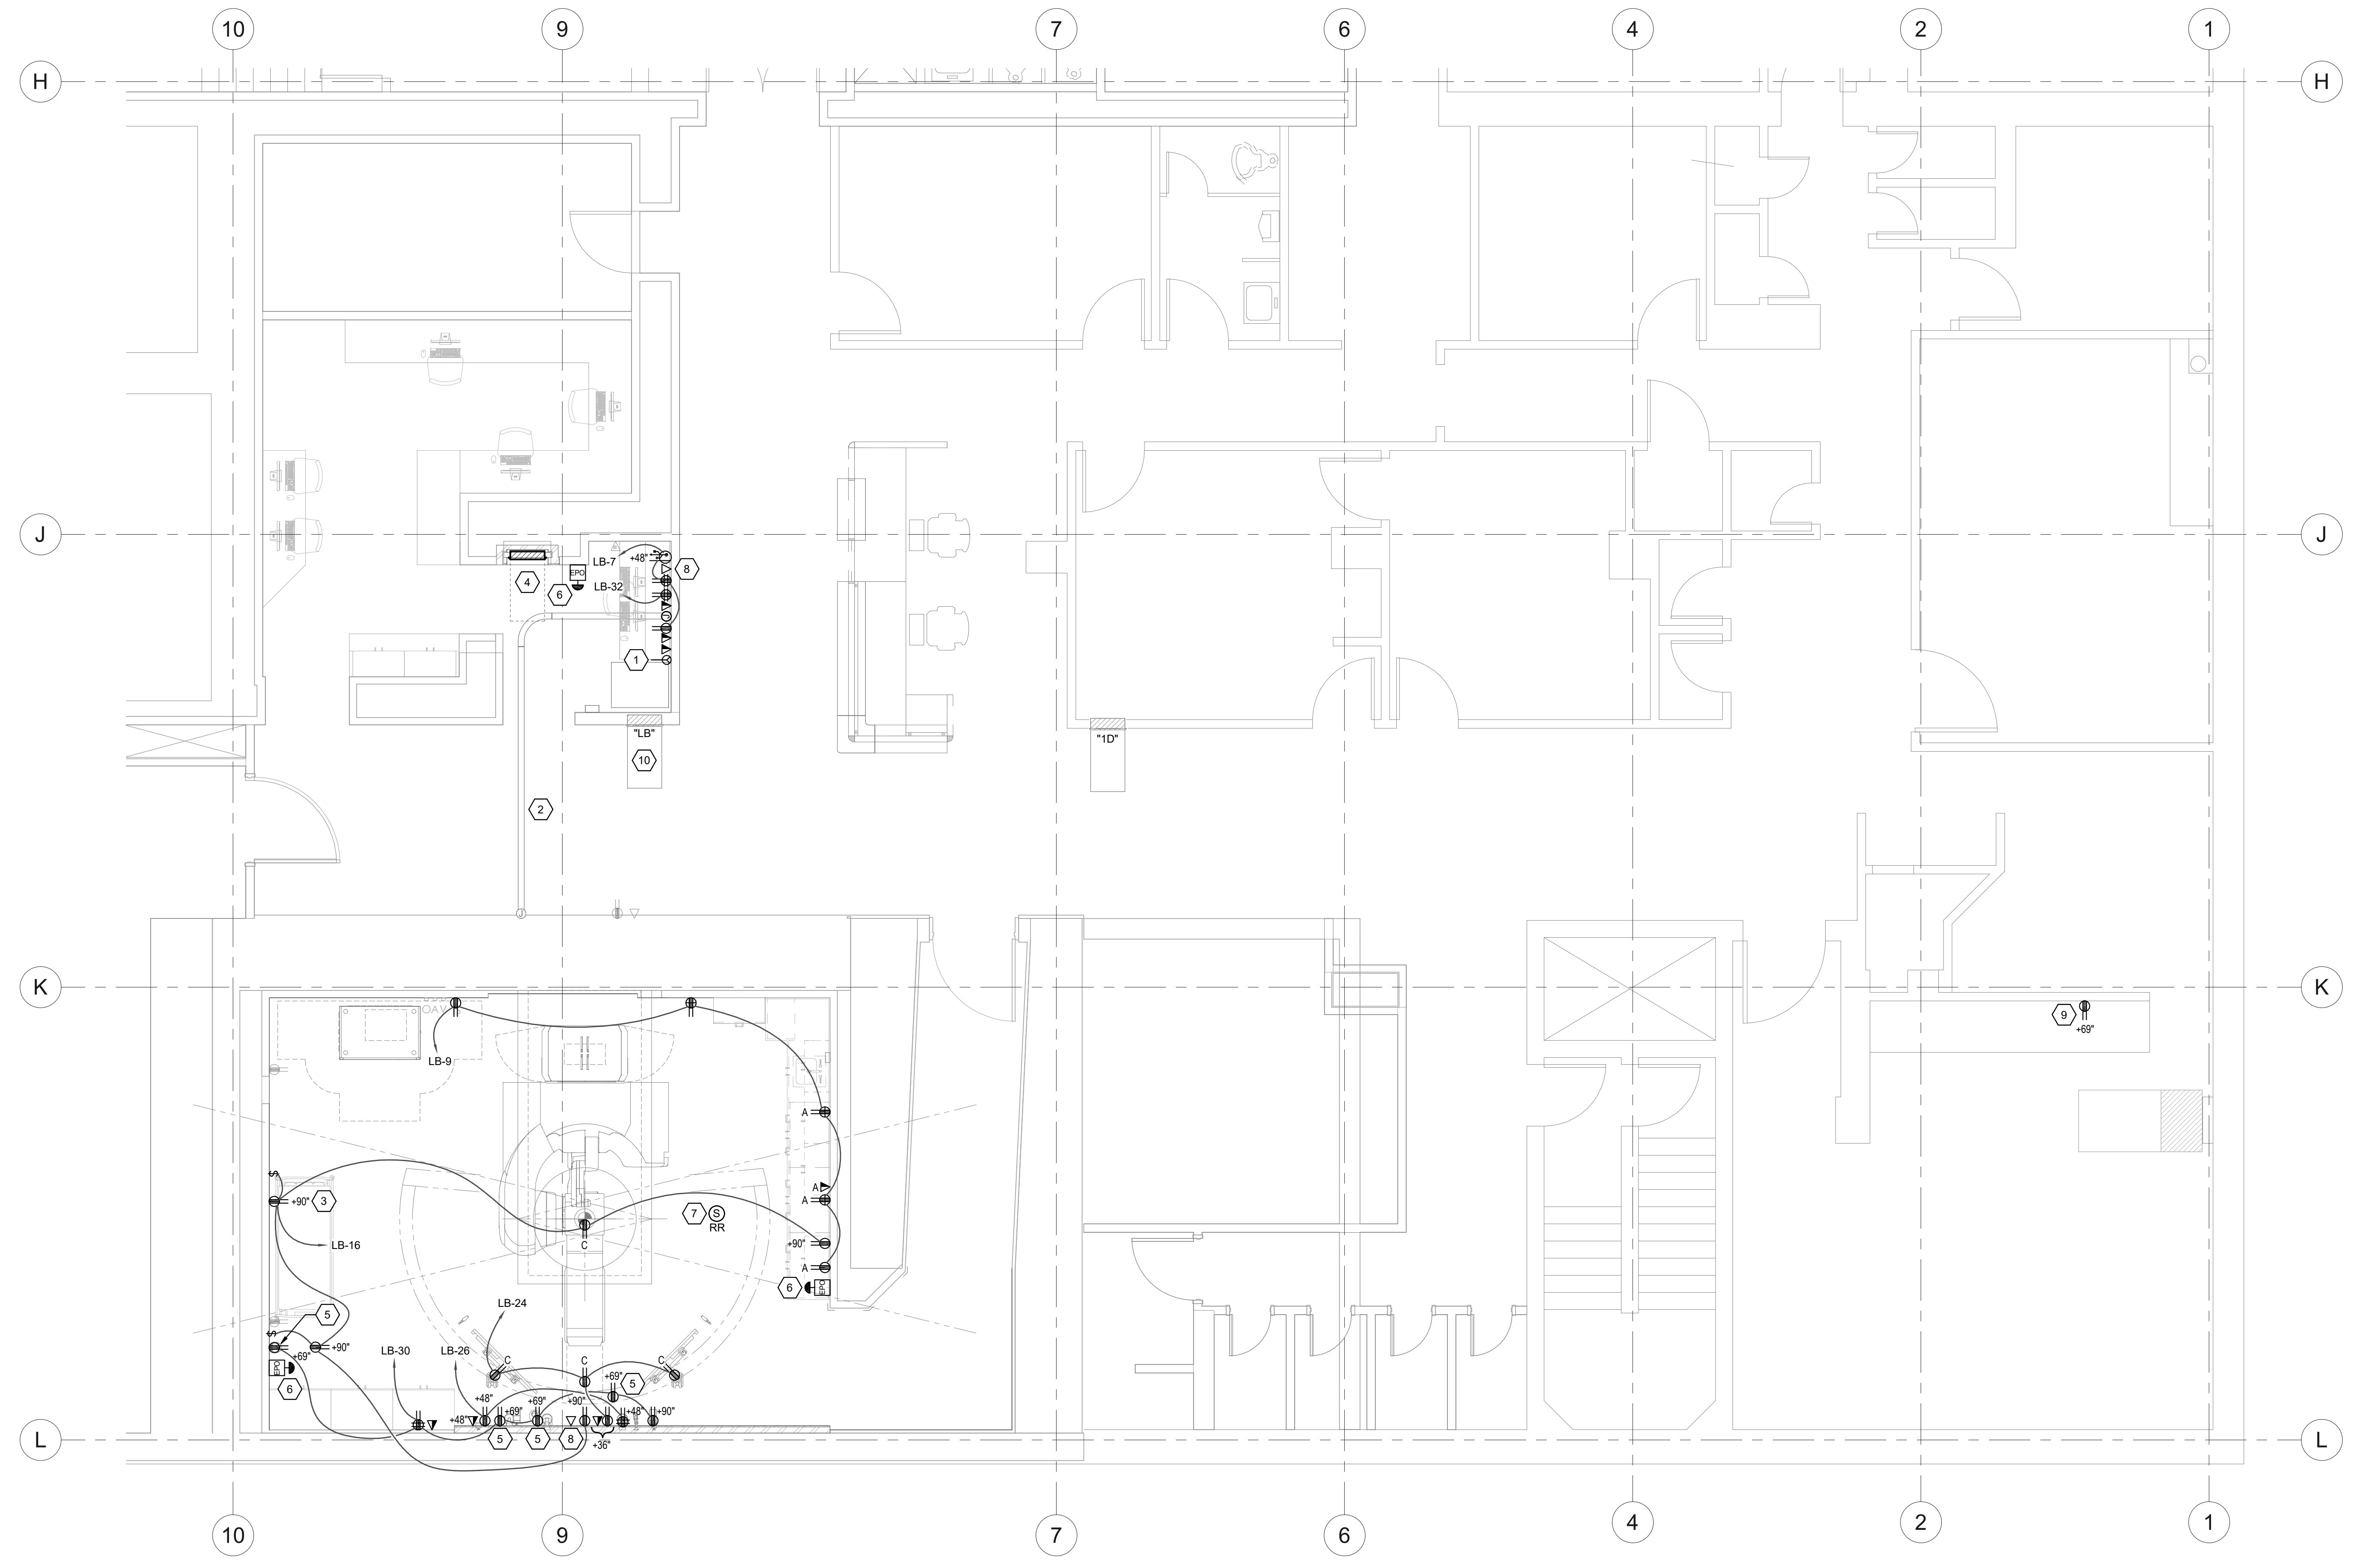 10 9 7 6 4 2 1
H H
J J
LB-7 +48" 8
EPO
4 6 LB-32
1
"LB" "1D"
10
2
J
K K
9
+69"
LB-9
A
S
A
+90" 3 A
7 S
RR
C
LB-16 +90"
A
6 EPO
LB-24
5
S
+90"
+69"
LB-30 LB-26 C C C
EPO
6
+69" 5
+48" +69" +90"
+48" +69" +48" +90"
L L
5 5 8
+36"
10 9 7 6 4 2 1